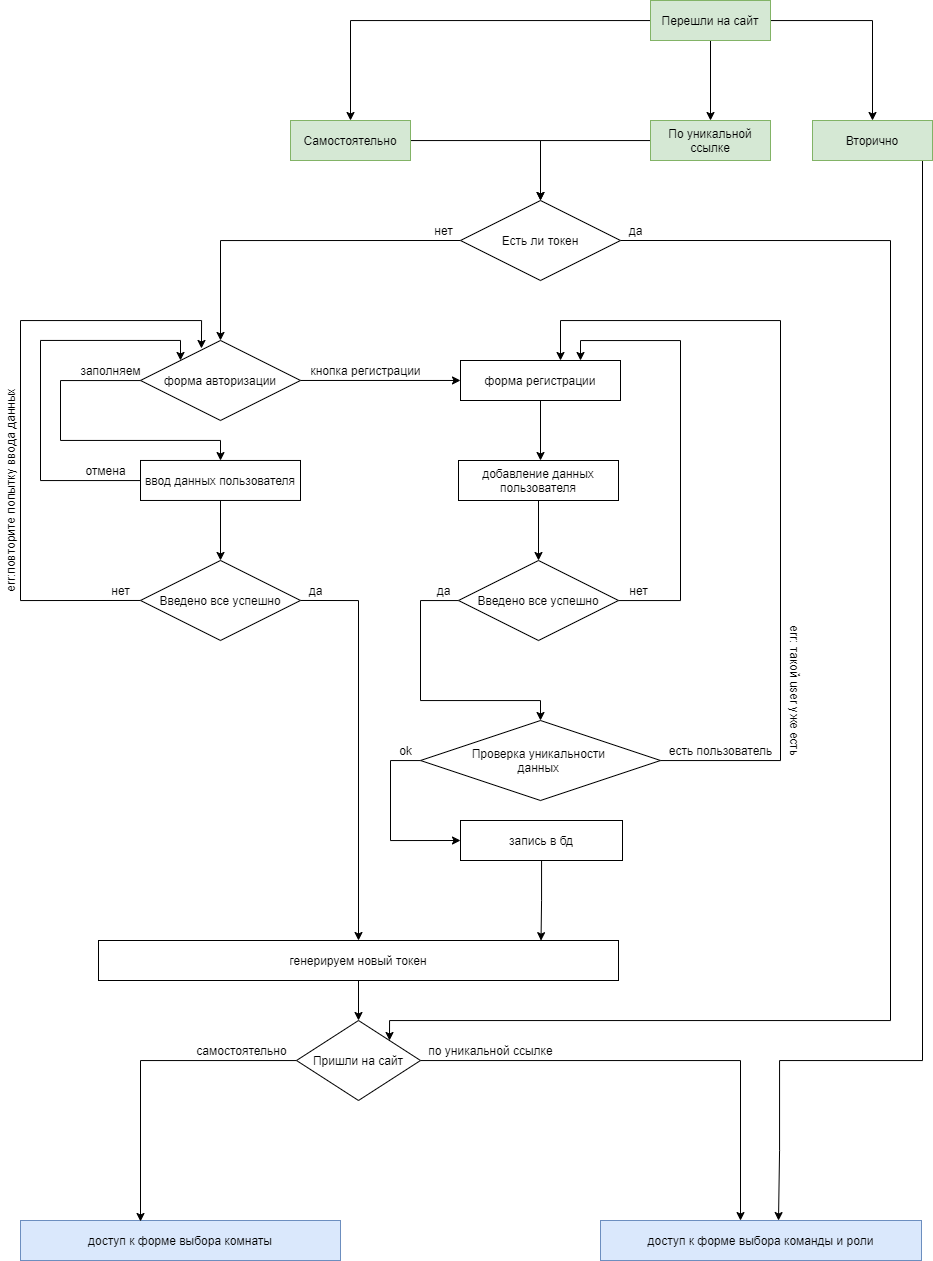 Перешли на сайт
Самостоятельно
По уникальной
ссылке
Вторично
нет
Есть ли токен
да
заполняем
форма авторизации
кнопка регистрации
форма регистрации
err:повторите попытку ввода данных
отмена
ввод данных пользователя
добавление данных
пользователя
нет
Введено все успешно
да
да
Введено все успешно
нет
err: такой user уже есть
ok
Проверка уникальности
данных
есть пользователь
запись в бд
генерируем новый токен
самостоятельно
Пришли на сайт
по уникальной ссылке
доступ к форме выбора комнаты
доступ к форме выбора команды и роли